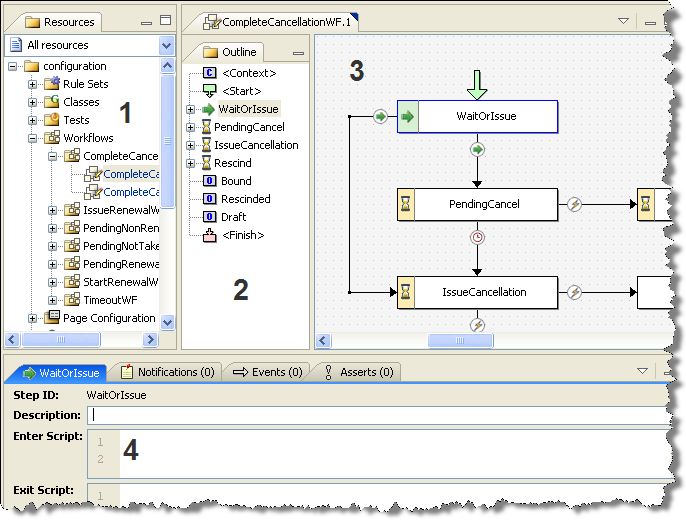 Resources
All resources
configuration
Rule Sets
Classes
Tests
Workflows
CompleteCance
CompleteCa
CompleteCa
IssueRenewalW
PendingNonRen
PendingNotTake
PendingRenewal
StartRenewalW
TimeoutWF
Page Configuration
1
CompleteCancellationWF.1
Outline
C <Context>
<Start>
WaitOrIssue
PendingCancel
IssueCancellation
Rescind
O Bound
O Rescinded
O Draft
<Finish>
2
3
WaitOrIssue
PendingCancel
IssueCancellation
WaitOrIssue
Notifications (0)
Events (0)
Asserts (0)
Step ID: WaitOrIssue
Description:
Enter Script: 1
2
4
Exit Script: 1